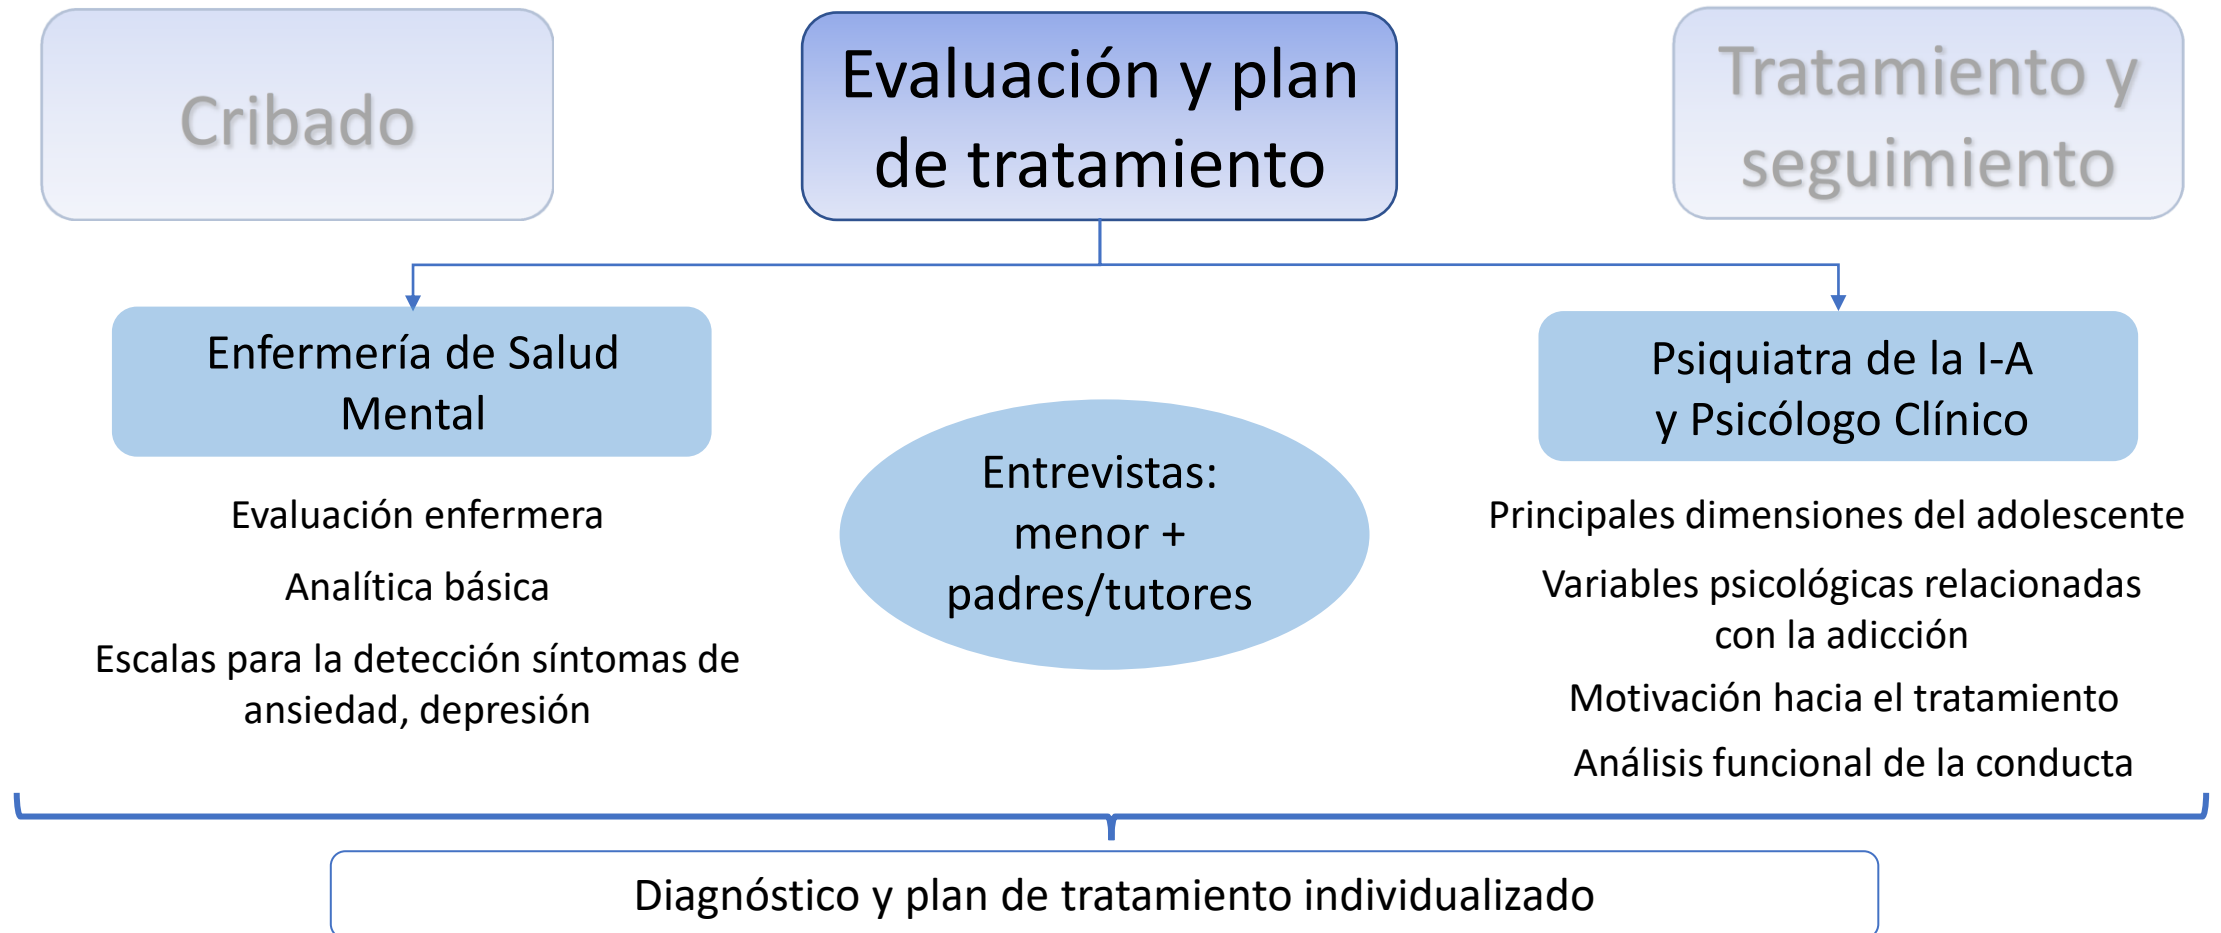 Cribado
Evaluación y plan
de tratamiento
Tratamiento y
seguimiento
Enfermería de Salud
Mental
Evaluación enfermera
Analítica básica
Escalas para la detección síntomas de
ansiedad, depresión
Entrevistas:
menor +
padres/tutores
Psiquiatra de la I-A
y Psicólogo Clínico
Principales dimensiones del adolescente
Variables psicológicas relacionadas
con la adicción
Motivación hacia el tratamiento
Análisis funcional de la conducta
Diagnóstico y plan de tratamiento individualizado